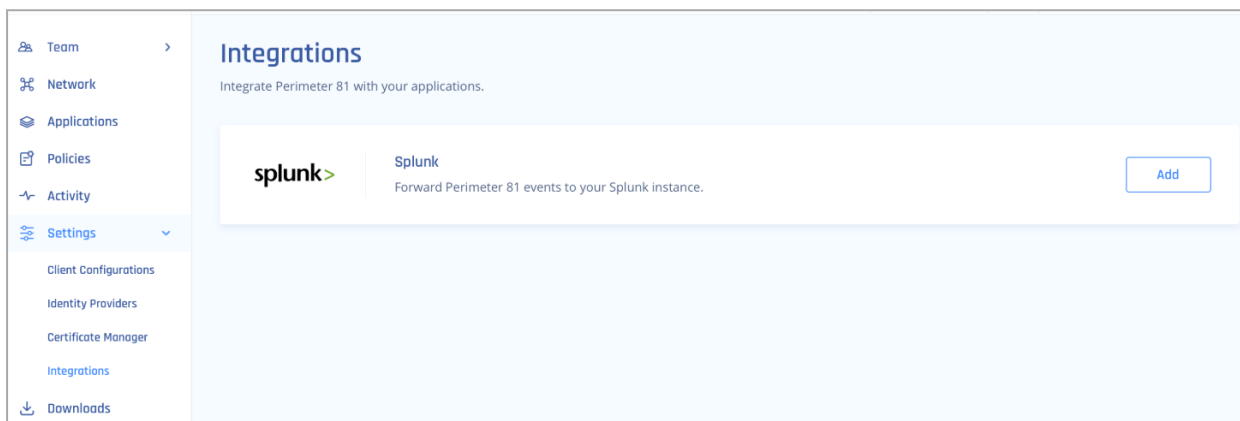 Team
Network
Applications
Policies
Activity
Settings
Client Configurations
Identity Providers
Certificate Manager
Integrations
Downloads
Integrations
Integrate Perimeter 81 with your applications.
splunk>
Splunk
Forward Perimeter 81 events to your Splunk instance.
Add